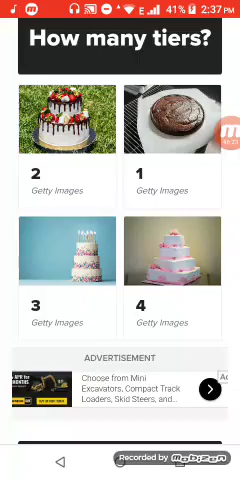 E 41% 2:37 PM
How many tiers?
2
Getty Images
1
Getty Images
3
Getty Images
4
Getty Images
ADVERTISEMENT
Choose from Mini
Excavators, Compact Track
Loaders, Skid Steers, and...
Recorded by mobizen